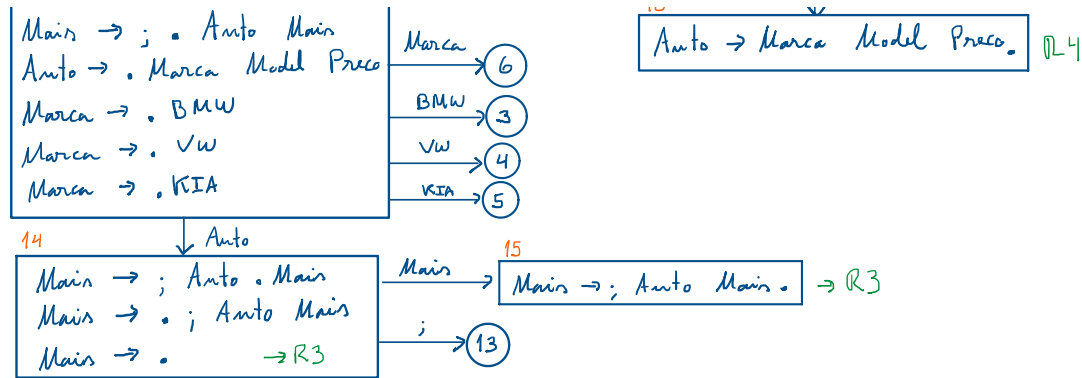 Mais → ; . Auto Mais
Auto → . Marca Model Preco
Marca → . BMW
Marca → . VW
Marca → . KIA
Marca
6
BMW
3
VW
4
KIA
5
Auto → Marca Model Preco.
R4
Auto
14
Mais → ; Auto . Mais
Mais → . ; Auto Mais
Mais → . → R3
Mais
;
13
15
Mais → ; Auto Mais . → R3